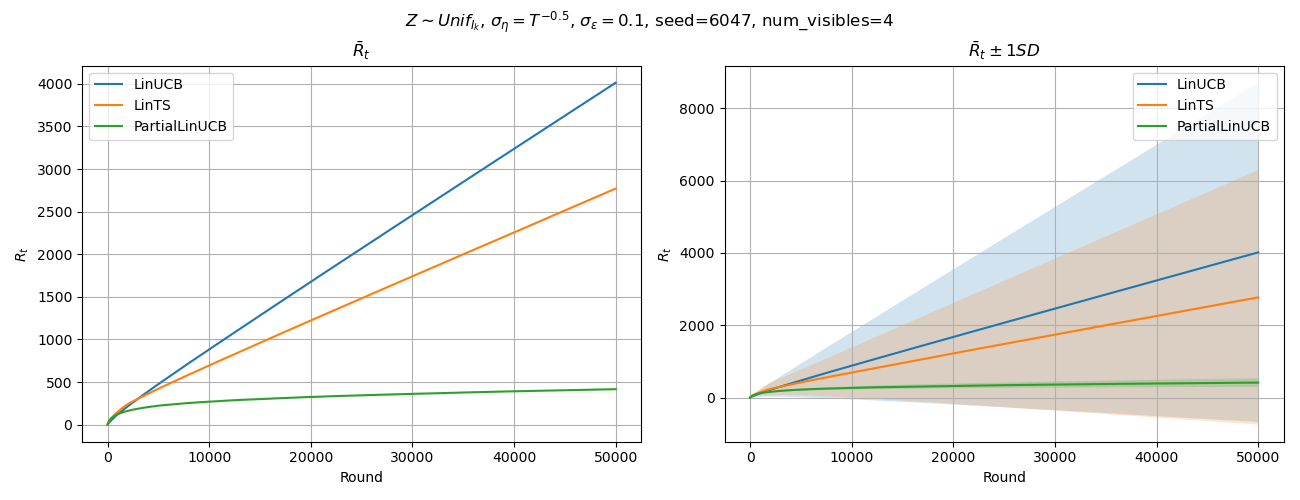 Z ∼ Unif_{I_k}, σ_η = T^{−0.5}, σ_ε = 0.1, seed=6047, num_visibles=4
R̄_t
4000
3500
3000
2500
2000
1500
1000
500
0
R_t
LinUCB
LinTS
PartialLinUCB
0 10000 20000 30000 40000 50000
Round
R̄_t ± 1SD
8000
6000
4000
2000
0
R_t
LinUCB
LinTS
PartialLinUCB
0 10000 20000 30000 40000 50000
Round